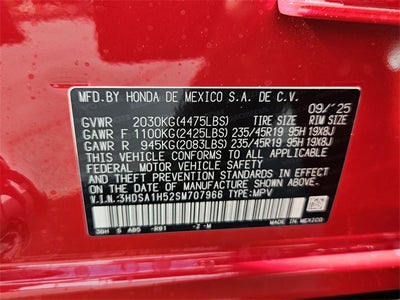 MFD.BY HONDA DE MEXICO S.A. DE C.V.
09/'25
GVWR 2030KG(4475LBS) TIRE SIZE RIM SIZE
GAWR F 1100KG(2425LBS) 235/45R19 95H 19X8J
GAWR R 945KG(2083LBS) 235/45R19 95H 19X8J
THIS VEHICLE CONFORMS TO ALL APPLICABLE
FEDERAL MOTOR VEHICLE SAFETY AND
THEFT PREVENTION STANDARDS IN EFFECT ON
THE DATE OF MANUFACTURE SHOWN ABOVE.
V.I.N.:3HDSA1H52SM707966 TYPE:MPV
MADE IN MEXICO